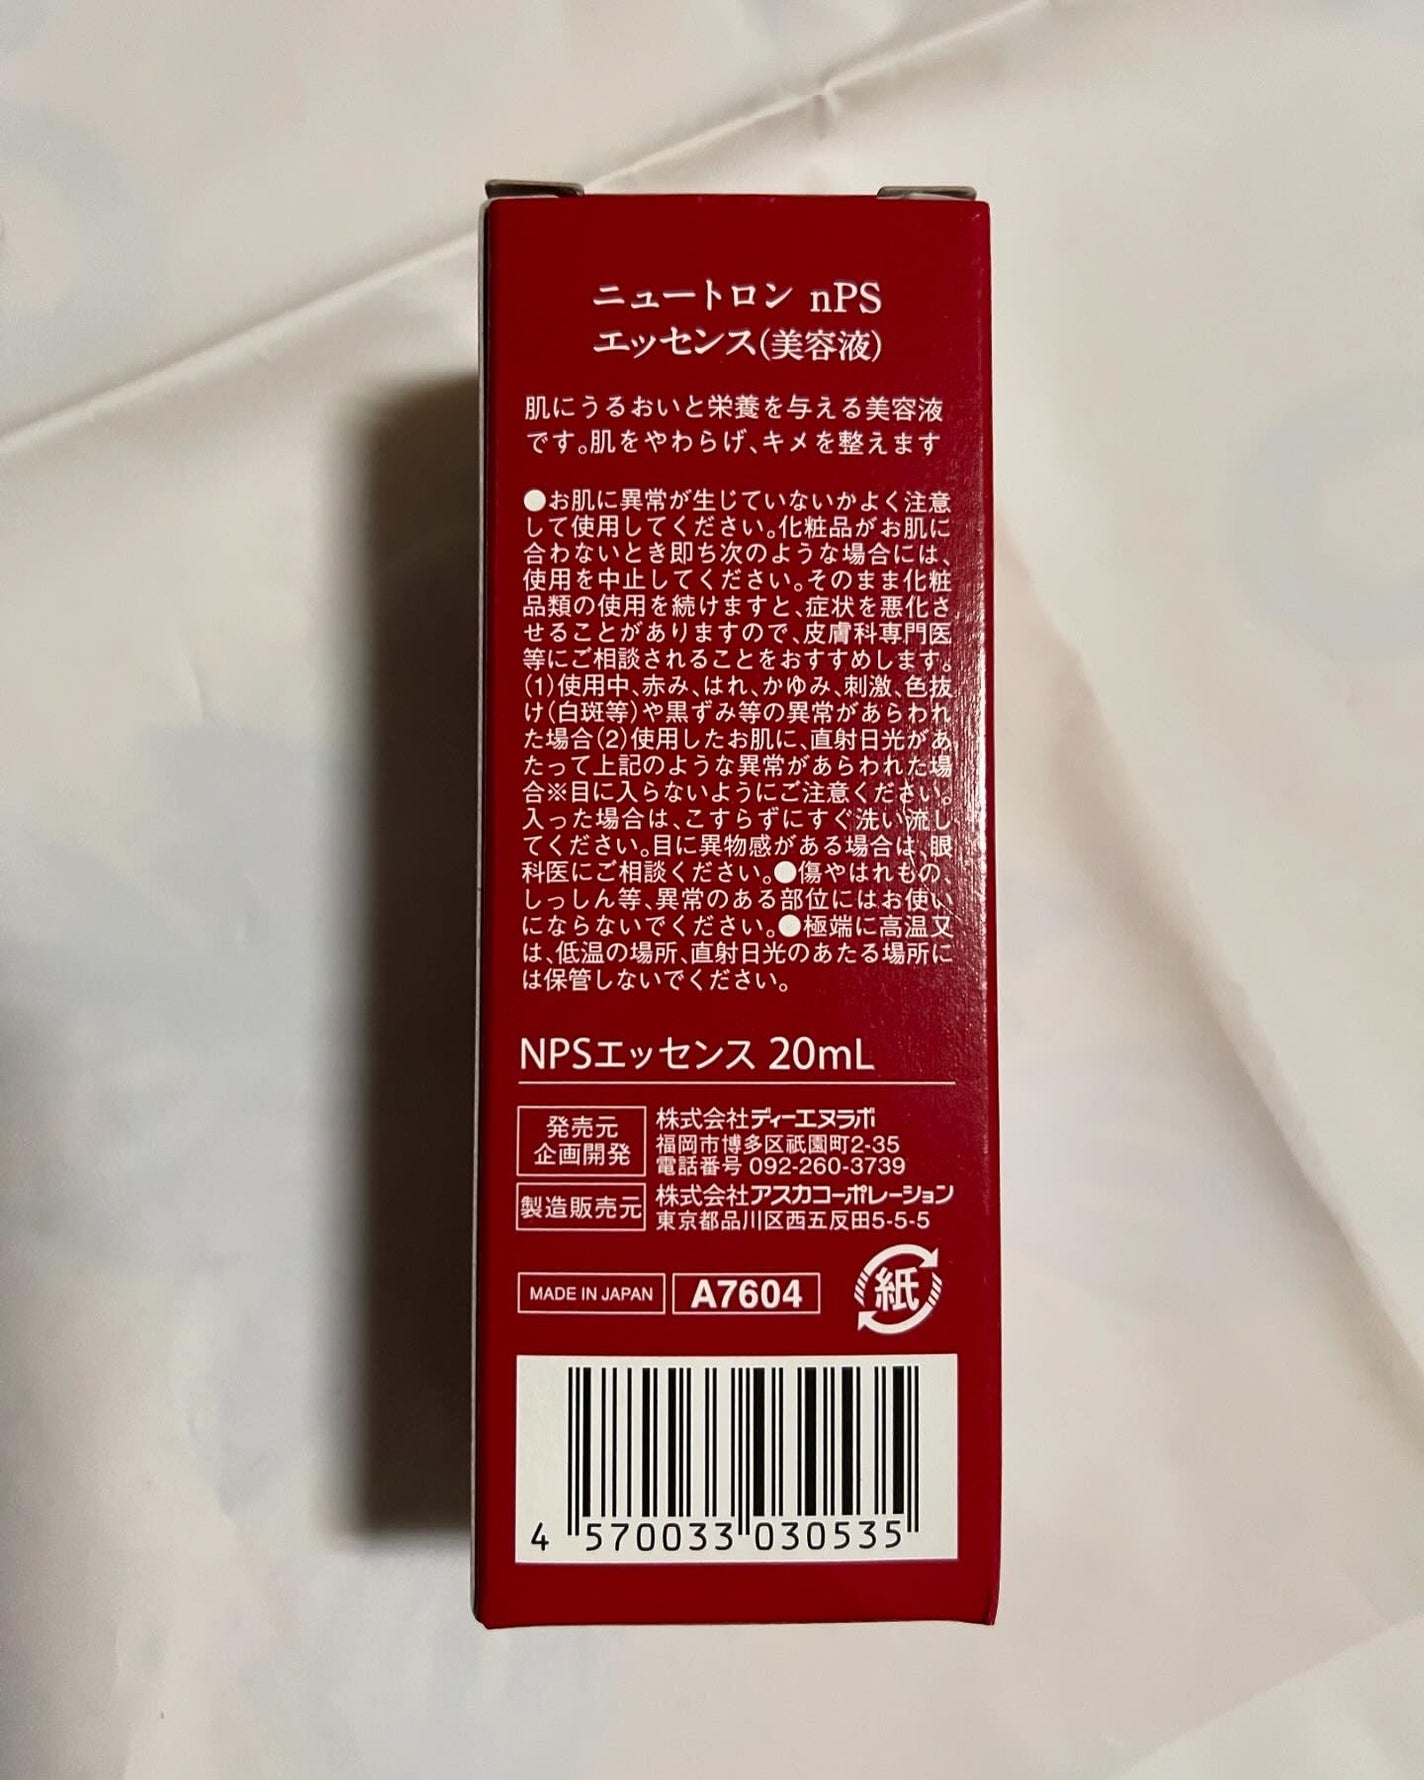 ニュートロン nPS
エッセンス(美容液)
肌にうるおいと栄養を与える美容液
です。肌をやわらげ、キメを整えます
●お肌に異常が生じていないかよく注意
して使用してください。化粧品がお肌に
合わないとき即ち次のような場合には、
使用を中止してください。そのまま化粧
品類の使用を続けますと、症状を悪化さ
せることがありますので、皮膚科専門医
等にご相談されることをおすすめします。
(1)使用中、赤み、はれ、かゆみ、刺激、色抜
け(白斑等)や黒ずみ等の異常があらわれ
た場合(2)使用したお肌に、直射日光があ
たって上記のような異常があらわれた場
合※目に入らないようにご注意ください。
入った場合は、こすらずにすぐ洗い流し
てください。目に異物感がある場合は、眼
科医にご相談ください。●傷やはれもの、
しっしん等、異常のある部位にはお使い
にならないでください。●極端に高温又
は、低温の場所、直射日光のあたる場所に
は保管しないでください。
NPSエッセンス 20mL
発売元
企画開発
株式会社ディーエヌラボ
福岡市博多区祇園町2-35
電話番号 092-260-3739
製造販売元
株式会社アスカコーポレーション
東京都品川区西五反田5-5-5
MADE IN JAPAN A7604 紙
4 570033 030535